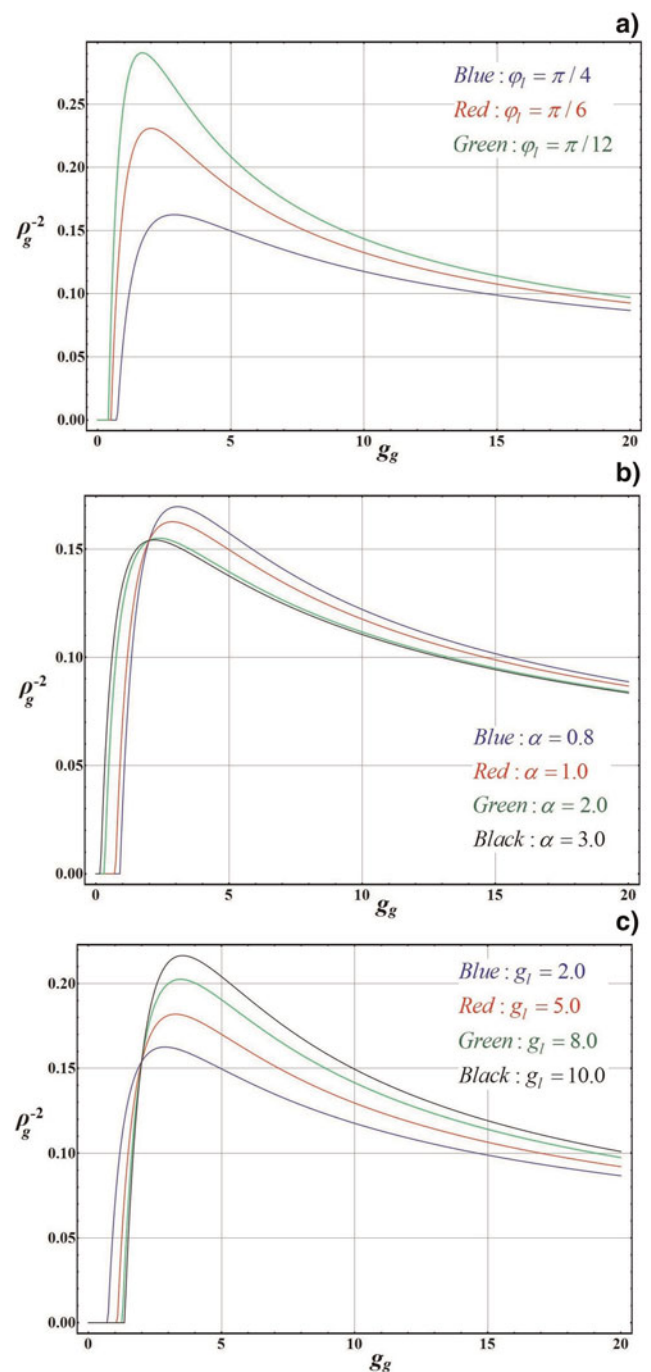 a)
0.25
0.20
0.15
0.10
0.05
0.00
ρg^-2
Blue : φl = π / 4
Red : φl = π / 6
Green : φl = π / 12
0 5 10 15 20
gg
b)
0.15
0.10
0.05
0.00
ρg^-2
Blue : α = 0.8
Red : α = 1.0
Green : α = 2.0
Black : α = 3.0
0 5 10 15 20
gg
c)
0.20
0.15
0.10
0.05
0.00
ρg^-2
Blue : gl = 2.0
Red : gl = 5.0
Green : gl = 8.0
Black : gl = 10.0
0 5 10 15 20
gg